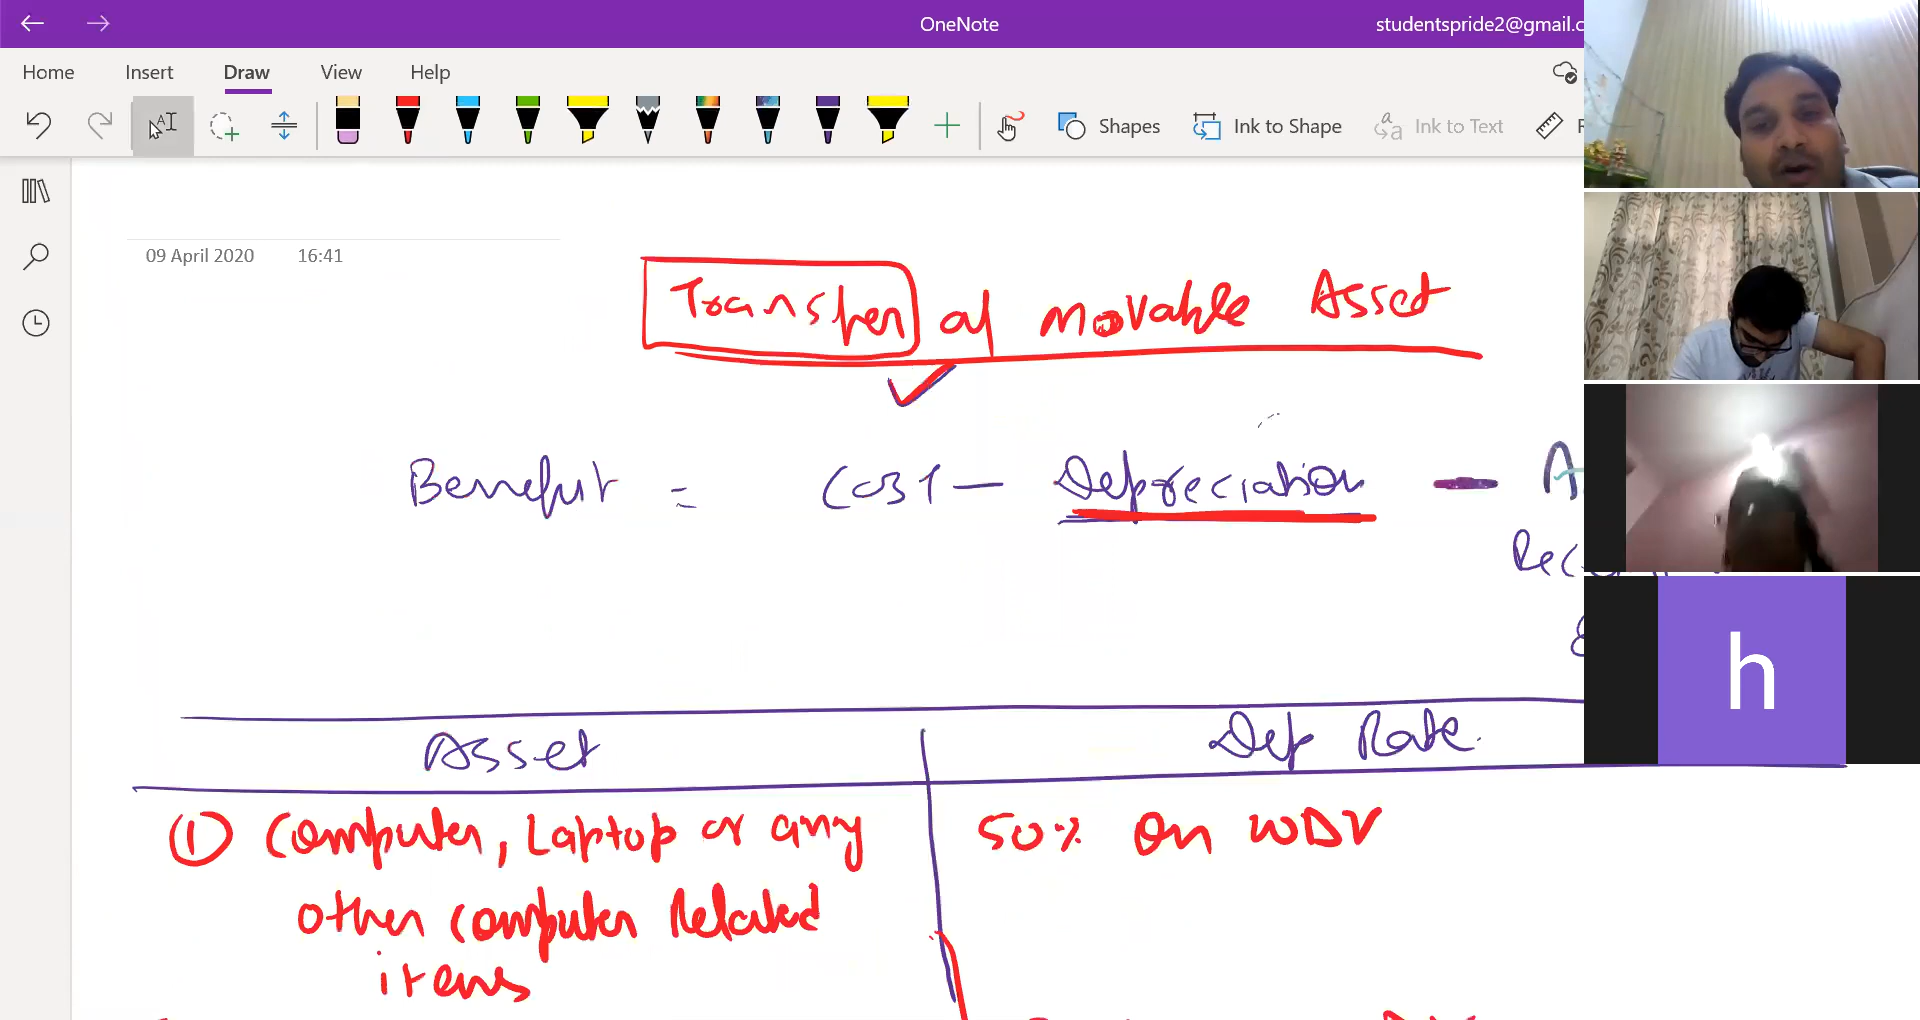 OneNote
studentspride2@gmail.c
Home Insert Draw View Help
Shapes Ink to Shape Ink to Text
09 April 2020 16:41
Transfer of movable Asset
Benefit = Cost - Depreciation -
Asset Dep Rate.
① Computer, Laptop or any 50% on WDV
other computer Related
items
h